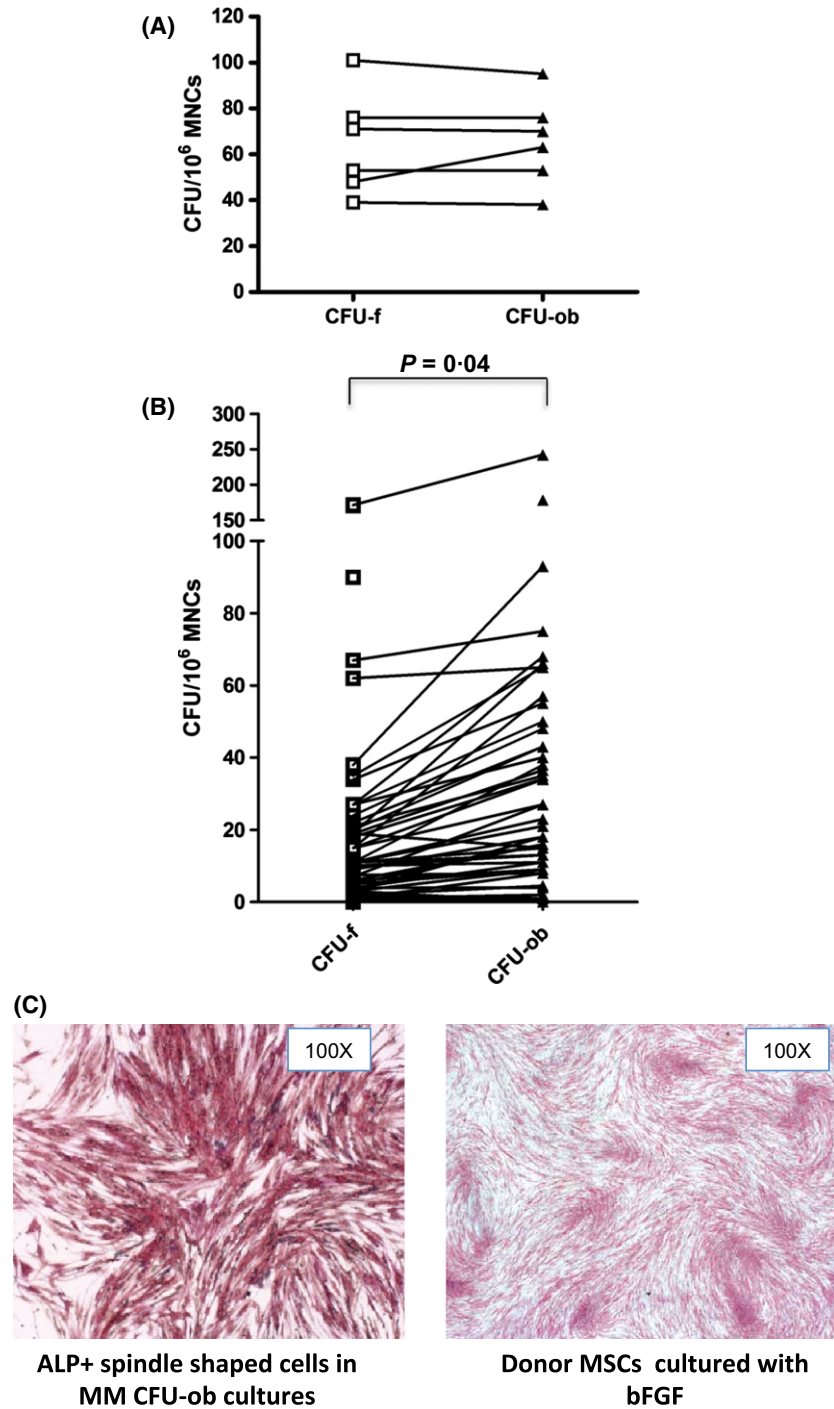 (A)
120
100
80
60
40
20
0
CFU/10⁶ MNCs
CFU-f
CFU-ob
P = 0·04
(B)
300
250
200
150
100
80
60
40
20
0
CFU/10⁶ MNCs
CFU-f
CFU-ob
(C)
100X
100X
ALP+ spindle shaped cells in
MM CFU-ob cultures
Donor MSCs cultured with
bFGF